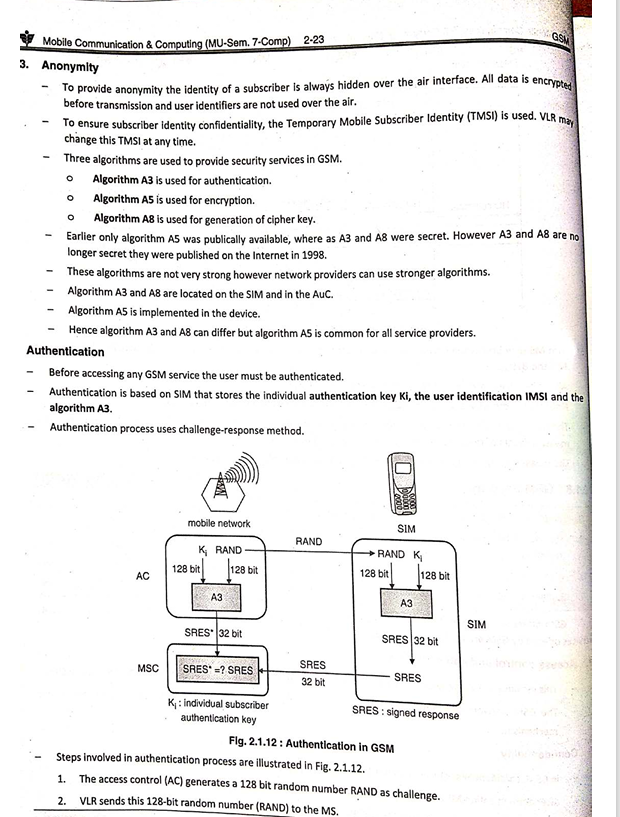 Mobile Communication & Computing (MU-Sem. 7-Comp) 2-23 GSM
3. Anonymity
– To provide anonymity the identity of a subscriber is always hidden over the air interface. All data is encrypted
before transmission and user identifiers are not used over the air.
– To ensure subscriber identity confidentiality, the Temporary Mobile Subscriber Identity (TMSI) is used. VLR may
change this TMSI at any time.
– Three algorithms are used to provide security services in GSM.
o Algorithm A3 is used for authentication.
o Algorithm A5 is used for encryption.
o Algorithm A8 is used for generation of cipher key.
– Earlier only algorithm A5 was publically available, where as A3 and A8 were secret. However A3 and A8 are no
longer secret they were published on the Internet in 1998.
– These algorithms are not very strong however network providers can use stronger algorithms.
– Algorithm A3 and A8 are located on the SIM and in the AuC.
– Algorithm A5 is implemented in the device.
– Hence algorithm A3 and A8 can differ but algorithm A5 is common for all service providers.
Authentication
– Before accessing any GSM service the user must be authenticated.
– Authentication is based on SIM that stores the individual authentication key Ki, the user identification IMSI and the
algorithm A3.
– Authentication process uses challenge-response method.
mobile network
SIM
RAND
Ki RAND
RAND Ki
128 bit 128 bit
128 bit 128 bit
AC
A3
A3
SIM
SRES* 32 bit
SRES 32 bit
MSC
SRES* =? SRES
SRES
32 bit
SRES
Ki : individual subscriber
authentication key
SRES : signed response
Fig. 2.1.12 : Authentication in GSM
– Steps involved in authentication process are illustrated in Fig. 2.1.12.
1. The access control (AC) generates a 128 bit random number RAND as challenge.
2. VLR sends this 128-bit random number (RAND) to the MS.